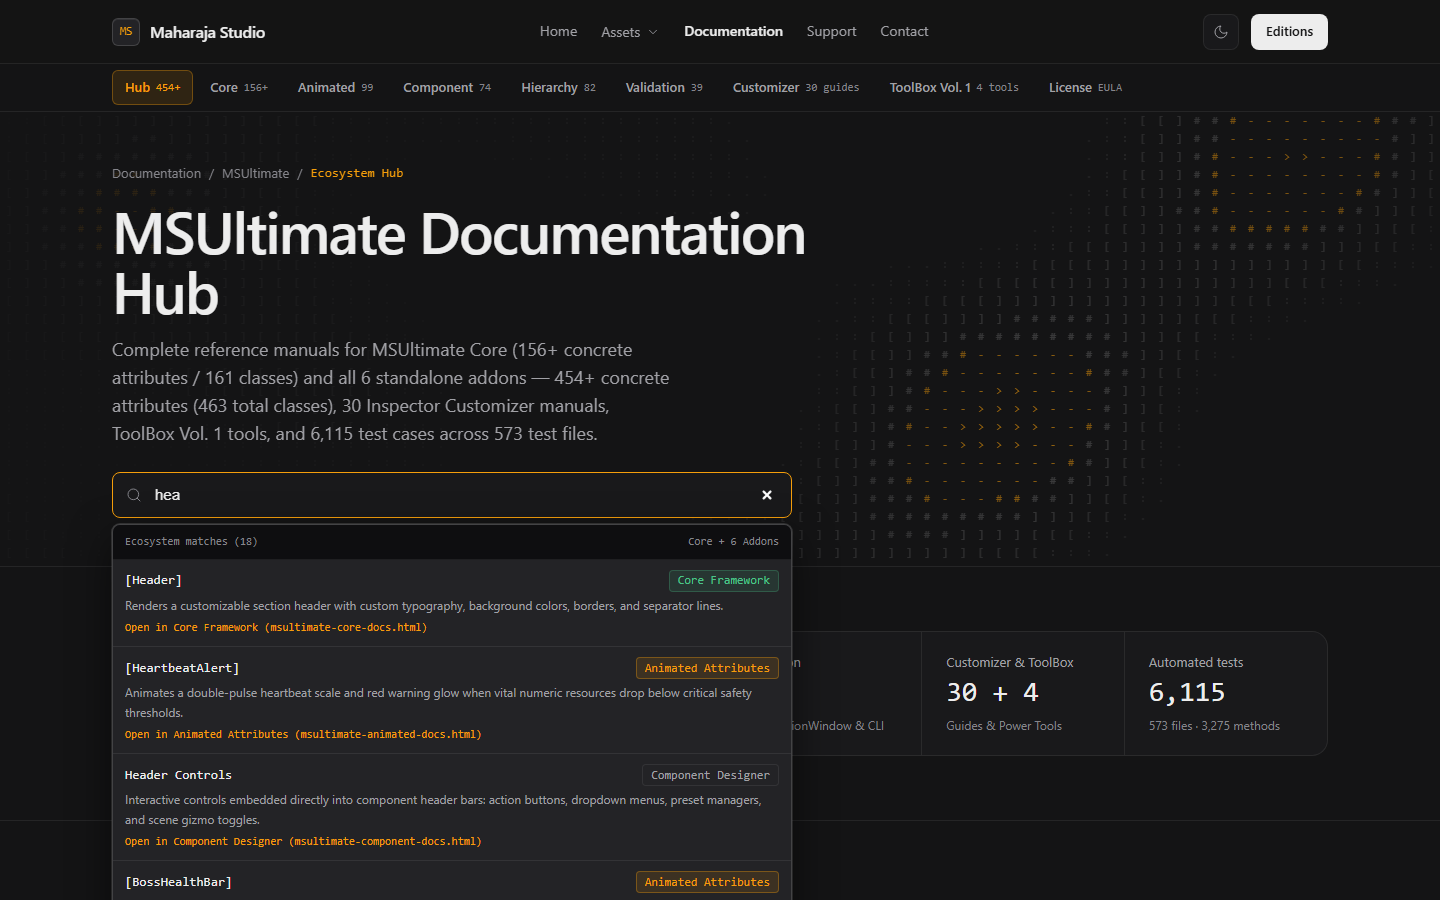 MS Maharaja Studio
Home Assets Documentation Support Contact
Editions
Hub 454+ Core 156+ Animated 99 Component 74 Hierarchy 82 Validation 39 Customizer 30 guides ToolBox Vol. 1 4 tools License EULA
Documentation / MSUltimate / Ecosystem Hub
MSUltimate Documentation
Hub
Complete reference manuals for MSUltimate Core (156+ concrete
attributes / 161 classes) and all 6 standalone addons — 454+ concrete
attributes (463 total classes), 30 Inspector Customizer manuals,
ToolBox Vol. 1 tools, and 6,115 test cases across 573 test files.
hea
Ecosystem matches (18) Core + 6 Addons
[Header] Core Framework
Renders a customizable section header with custom typography, background colors, borders, and separator lines.
Open in Core Framework (msultimate-core-docs.html)
[HeartbeatAlert] Animated Attributes
Animates a double-pulse heartbeat scale and red warning glow when vital numeric resources drop below critical safety
thresholds.
Open in Animated Attributes (msultimate-animated-docs.html)
Header Controls Component Designer
Interactive controls embedded directly into component header bars: action buttons, dropdown menus, preset managers,
and scene gizmo toggles.
Open in Component Designer (msultimate-component-docs.html)
[BossHealthBar] Animated Attributes
Customizer & ToolBox
30 + 4
Guides & Power Tools
Automated tests
6,115
573 files · 3,275 methods